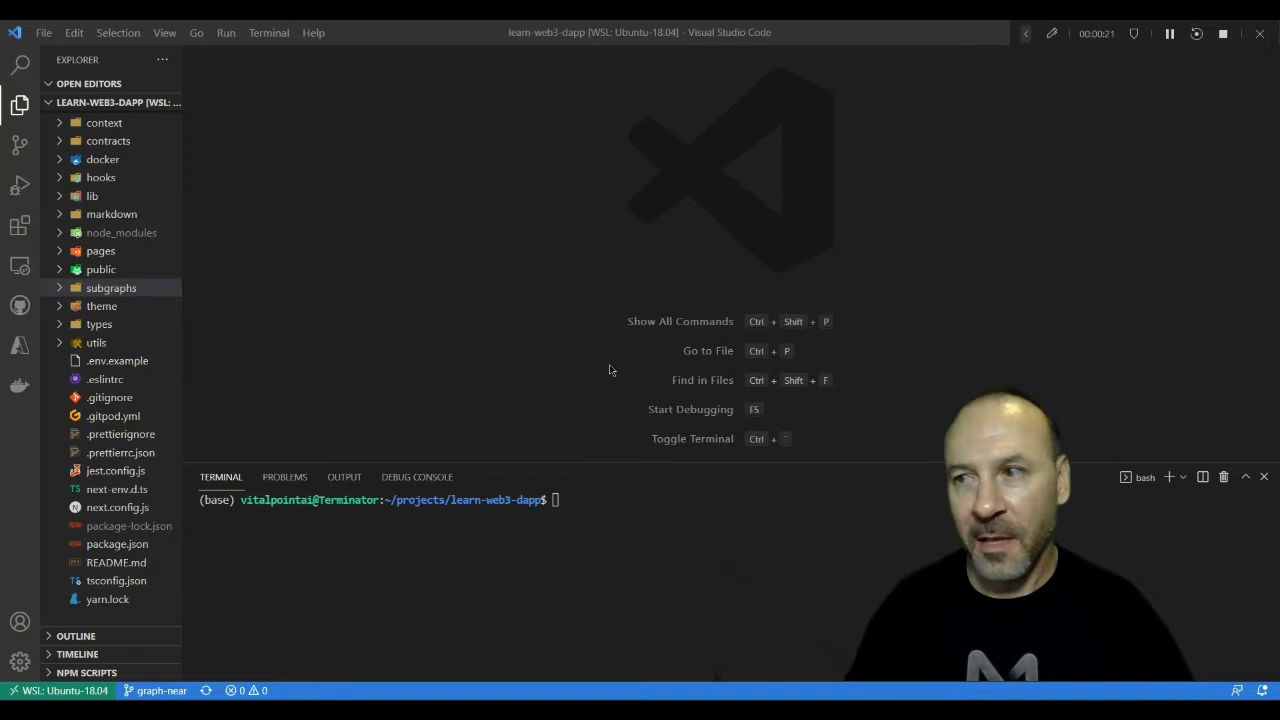 File Edit Selection View Go Run Terminal Help
learn-web3-dapp [WSL: Ubuntu-18.04] - Visual Studio Code
00:00:21
EXPLORER
OPEN EDITORS
LEARN-WEB3-DAPP [WSL: ...
context
contracts
docker
hooks
lib
markdown
node_modules
pages
public
subgraphs
theme
types
utils
.env.example
.eslintrc
.gitignore
.gitpod.yml
.prettierignore
.prettierrc.json
jest.config.js
next-env.d.ts
next.config.js
package-lock.json
package.json
README.md
tsconfig.json
yarn.lock
OUTLINE
TIMELINE
NPM SCRIPTS
Show All Commands Ctrl + Shift + P
Go to File Ctrl + P
Find in Files Ctrl + Shift + F
Start Debugging F5
Toggle Terminal Ctrl + `
TERMINAL PROBLEMS OUTPUT DEBUG CONSOLE
bash
(base) vitalpointai@Terminator:~/projects/learn-web3-dapp$
WSL: Ubuntu-18.04 graph-near 0 0